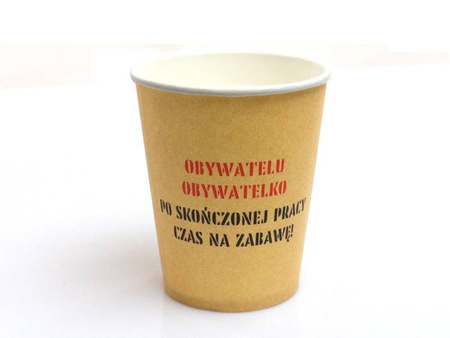 OBYWATELU
OBYWATELKO
PO SKOŃCZONEJ PRACY
CZAS NA ZABAWĘ!